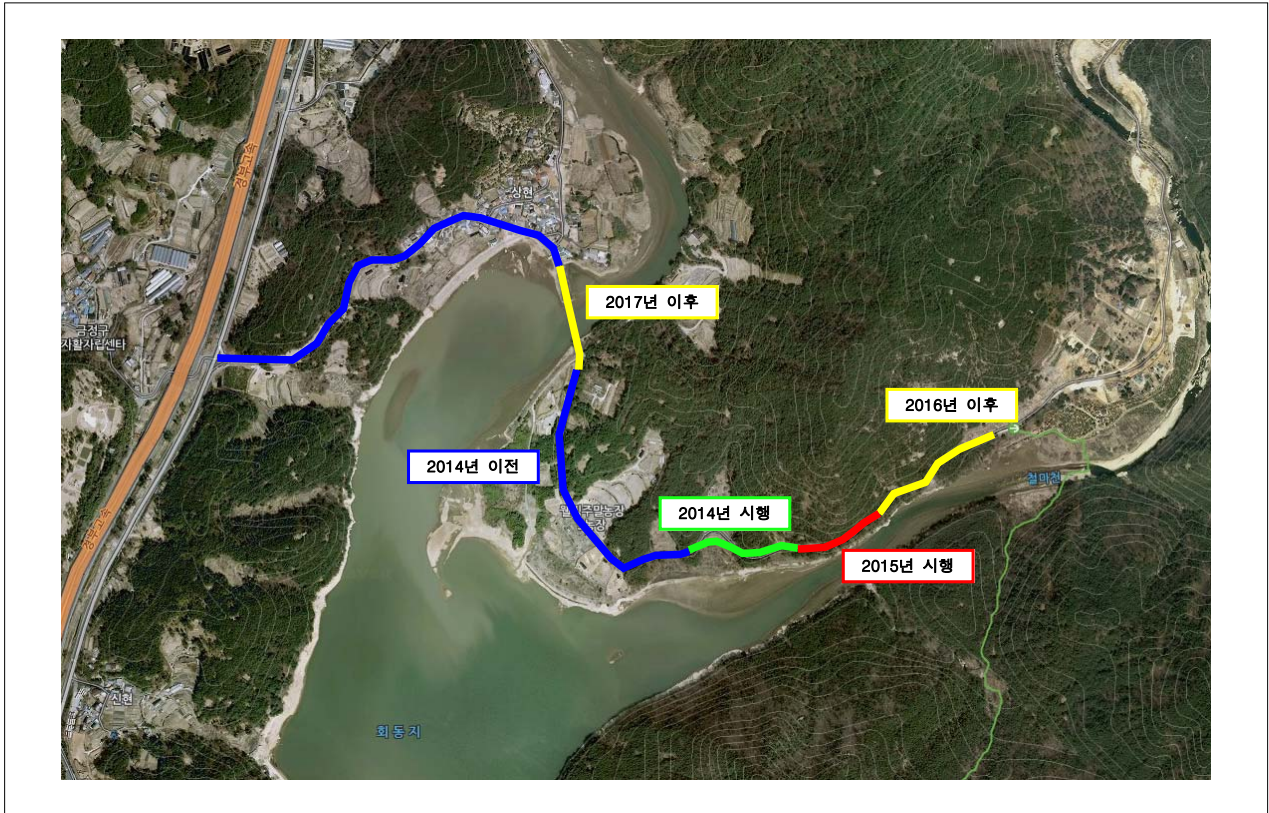 경부고속
상현
2017년 이후
금정구
자활자립센타
2016년 이후
2014년 이전
철마천
2014년 시행
농장
경부고속
2015년 시행
신현
회동지